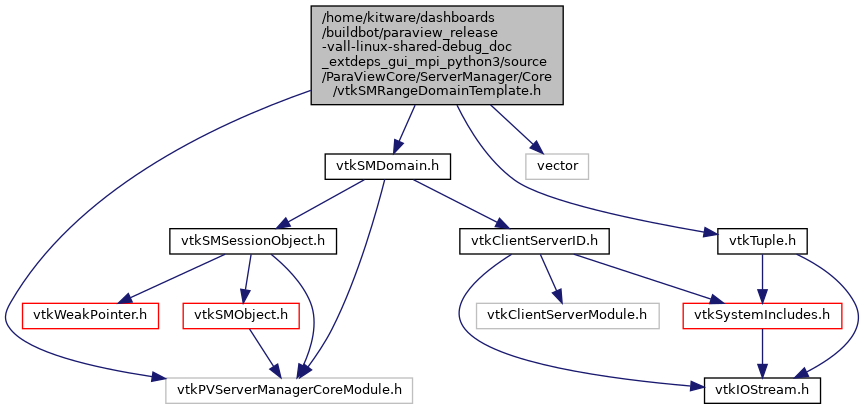 /home/kitware/dashboards
/buildbot/paraview_release
-vall-linux-shared-debug_doc
_extdeps_gui_mpi_python3/source
/ParaViewCore/ServerManager/Core
/vtkSMRangeDomainTemplate.h
vtkSMDomain.h
vector
vtkSMSessionObject.h
vtkClientServerID.h
vtkTuple.h
vtkWeakPointer.h
vtkSMObject.h
vtkClientServerModule.h
vtkSystemIncludes.h
vtkPVServerManagerCoreModule.h
vtkIOStream.h